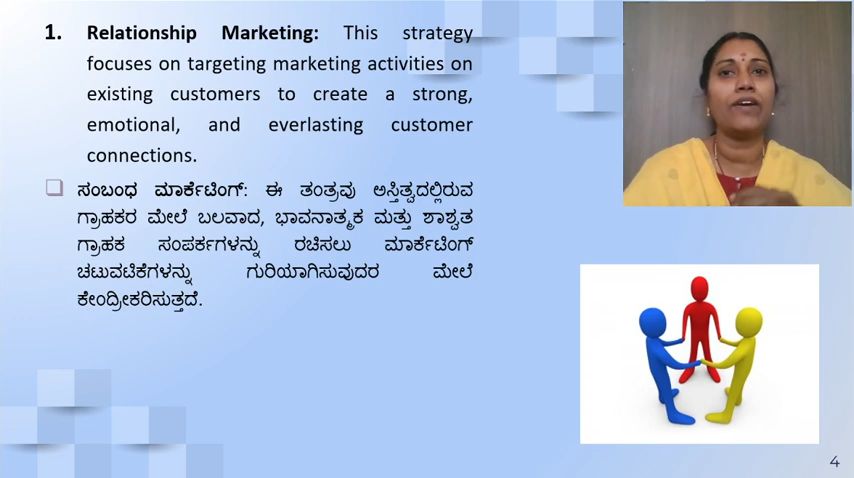 1. Relationship Marketing: This strategy
focuses on targeting marketing activities on
existing customers to create a strong,
emotional, and everlasting customer
connections.
ಸಂಬಂಧ ಮಾರ್ಕೆಟಿಂಗ್: ಈ ತಂತ್ರವು ಅಸ್ತಿತ್ವದಲ್ಲಿರುವ
ಗ್ರಾಹಕರ ಮೇಲೆ ಬಲವಾದ, ಭಾವನಾತ್ಮಕ ಮತ್ತು ಶಾಶ್ವತ
ಗ್ರಾಹಕ ಸಂಪರ್ಕಗಳನ್ನು ರಚಿಸಲು ಮಾರ್ಕೆಟಿಂಗ್
ಚಟುವಟಿಕೆಗಳನ್ನು ಗುರಿಯಾಗಿಸುವುದರ ಮೇಲೆ
ಕೇಂದ್ರೀಕರಿಸುತ್ತದೆ.
4